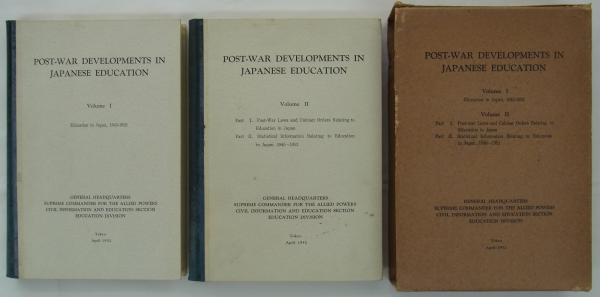 POST-WAR DEVELOPMENTS IN
JAPANESE EDUCATION
Volume I
Education in Japan, 1945-1952
GENERAL HEADQUARTERS
SUPREME COMMANDER FOR THE ALLIED POWERS
CIVIL INFORMATION AND EDUCATION SECTION
EDUCATION DIVISION
Tokyo
April 1952
POST-WAR DEVELOPMENTS IN
JAPANESE EDUCATION
Volume II
Part I. Post-War Laws and Cabinet Orders Relating to
Education in Japan
Part II. Statistical Information Relating to Education
in Japan, 1945-1952
GENERAL HEADQUARTERS
SUPREME COMMANDER FOR THE ALLIED POWERS
CIVIL INFORMATION AND EDUCATION SECTION
EDUCATION DIVISION
Tokyo
April 1952
POST-WAR DEVELOPMENTS IN
JAPANESE EDUCATION
Volume I
Education in Japan, 1945-1952
Volume II
Part I. Post-war Laws and Cabinet Orders Relating to
Education in Japan
Part II. Statistical Information Relating to Education
in Japan, 1945-1952
GENERAL HEADQUARTERS
SUPREME COMMANDER FOR THE ALLIED POWERS
CIVIL INFORMATION AND EDUCATION SECTION
EDUCATION DIVISION
Tokyo
April 1952